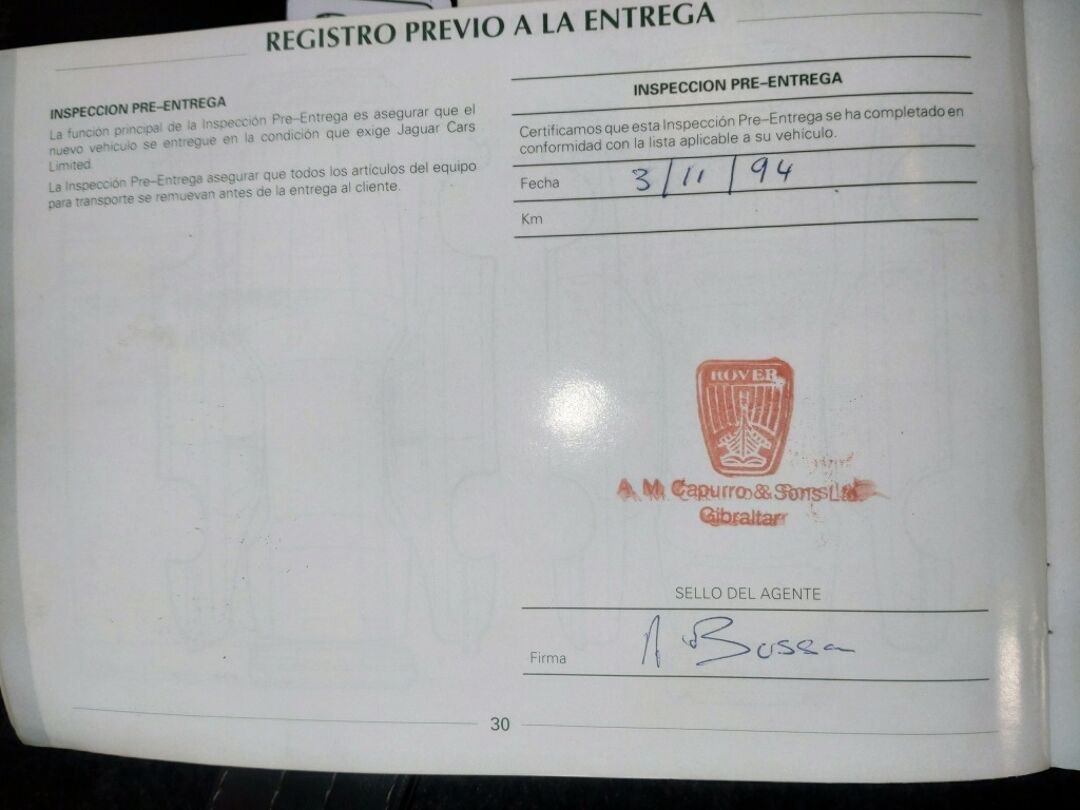 REGISTRO PREVIO A LA ENTREGA
INSPECCION PRE–ENTREGA
La función principal de la Inspección Pre–Entrega es asegurar que el
nuevo vehículo se entregue en la condición que exige Jaguar Cars
Limited.
La Inspección Pre–Entrega asegurar que todos los artículos del equipo
para transporte se remuevan antes de la entrega al cliente.
INSPECCION PRE–ENTREGA
Certificamos que esta Inspección Pre–Entrega se ha completado en
conformidad con la lista aplicable a su vehículo.
Fecha 3/11/94
Km
ROVER
A. M. Capurro & Sons Ltd.
Gibraltar
SELLO DEL AGENTE
Firma
30